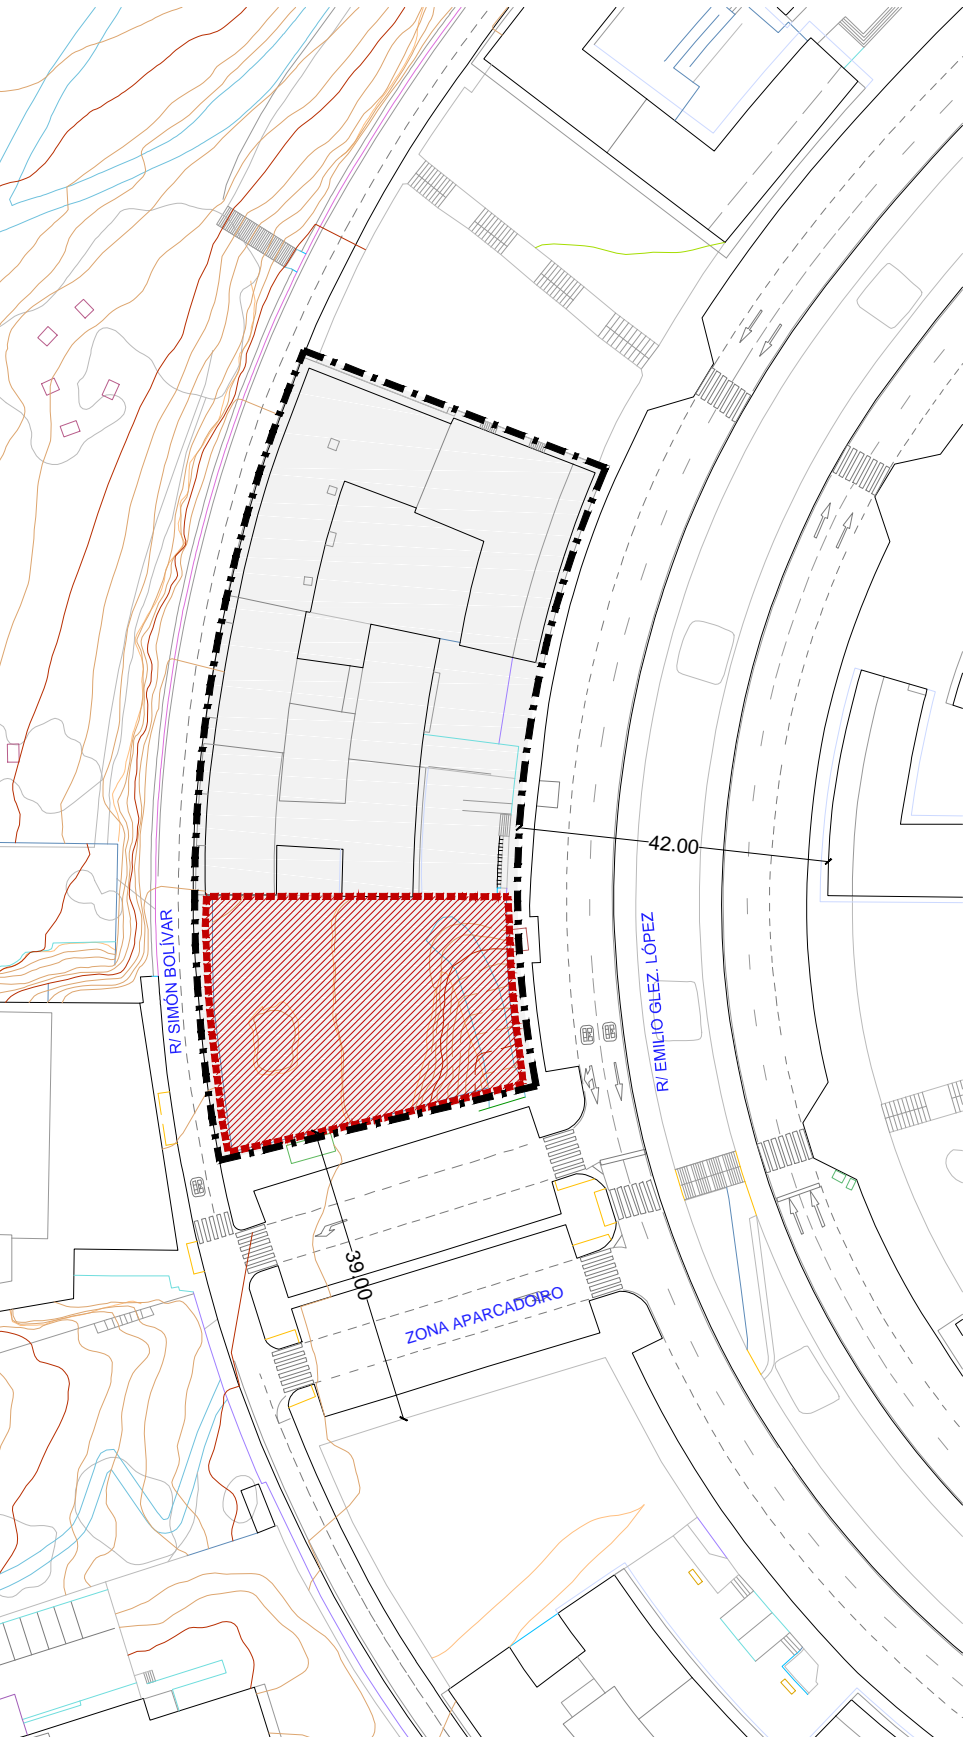 42.00
R/ SIMÓN BOLÍVAR
R/ EMILIO GLEZ. LÓPEZ
39.00
ZONA APARCADOIRO